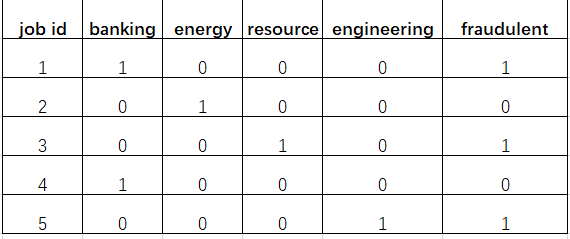 job id banking energy resource engineering fraudulent
1 1 0 0 0 1
2 0 1 0 0 0
3 0 0 1 0 1
4 1 0 0 0 0
5 0 0 0 1 1